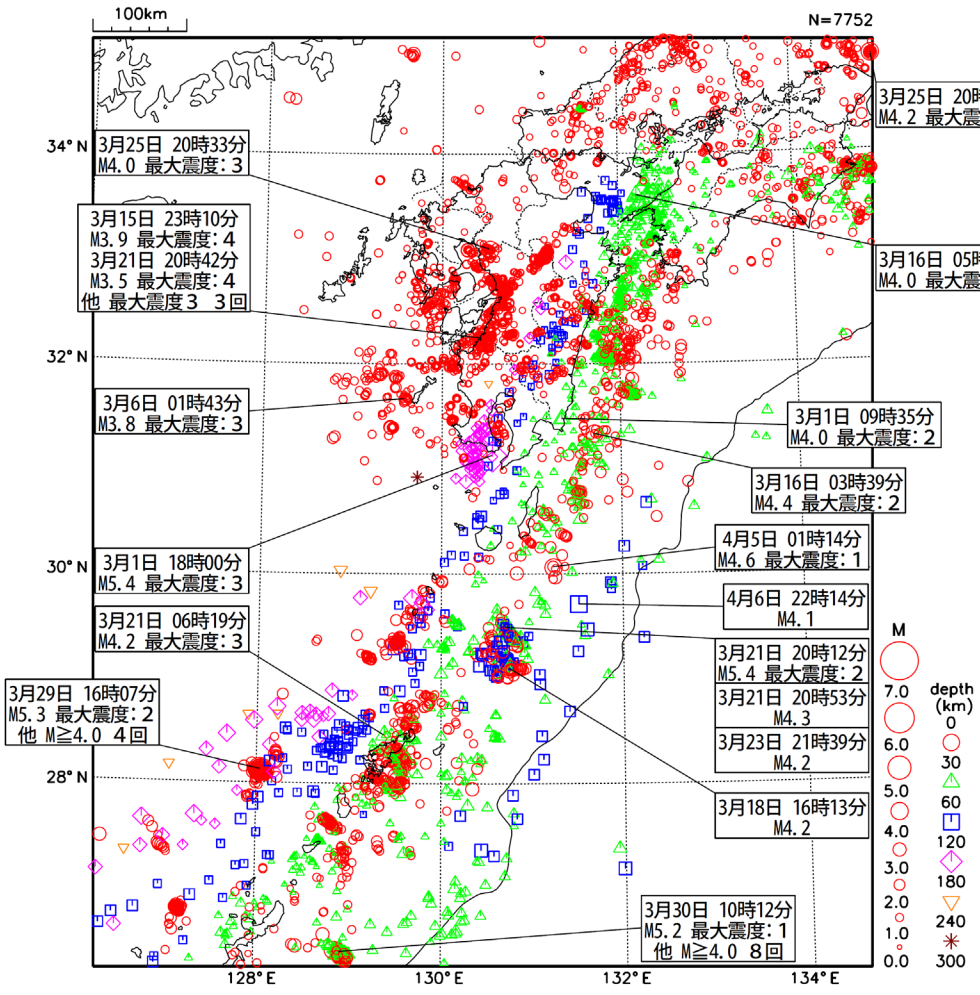 100km
N=7752
3月25日 20時
M4.2 最大震
34°N
3月25日 20時33分
M4.0 最大震度:3
3月15日 23時10分
M3.9 最大震度:4
3月21日 20時42分
M3.5 最大震度:4
他 最大震度3 3回
3月16日 05時
M4.0 最大震
32°N
3月6日 01時43分
M3.8 最大震度:3
3月1日 09時35分
M4.0 最大震度:2
3月16日 03時39分
M4.4 最大震度:2
3月1日 18時00分
M5.4 最大震度:3
4月5日 01時14分
M4.6 最大震度:1
30°N
4月6日 22時14分
M4.1
3月21日 06時19分
M4.2 最大震度:3
3月21日 20時12分
M5.4 最大震度:2
3月21日 20時53分
M4.3
3月23日 21時39分
M4.2
3月29日 16時07分
M5.3 最大震度:2
他 M≧4.0 4回
28°N
3月18日 16時13分
M4.2
3月30日 10時12分
M5.2 最大震度:1
他 M≧4.0 8回
M
7.0
6.0
5.0
4.0
3.0
2.0
1.0
0.0
depth
(km)
0
30
60
120
180
240
300
128°E
130°E
132°E
134°E